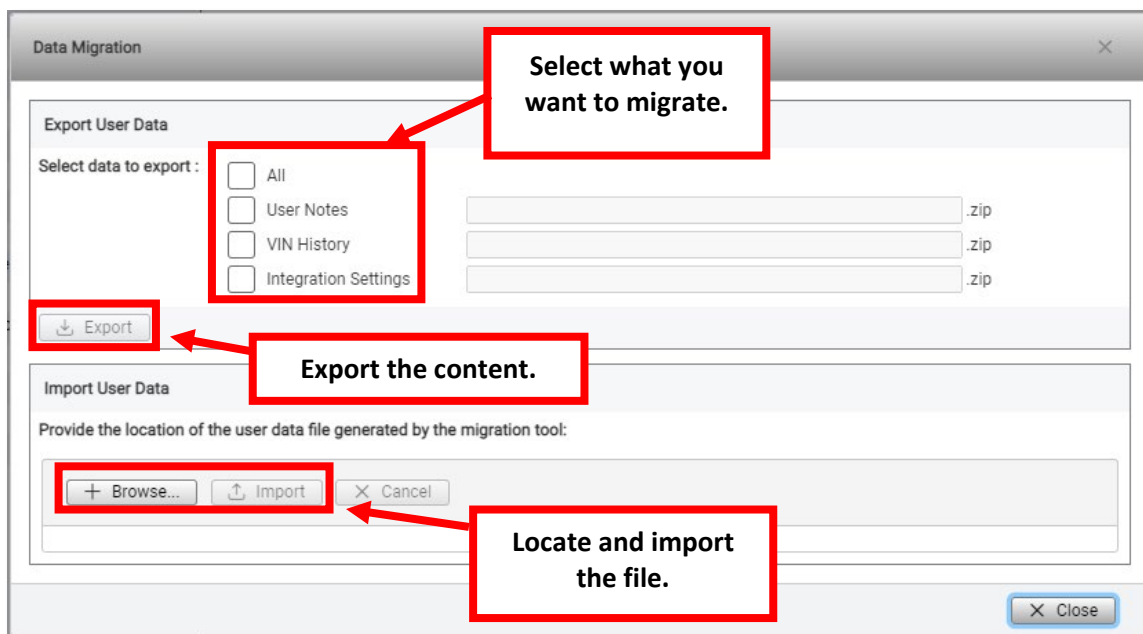 Data Migration
Select what you
want to migrate.
Export User Data
Select data to export :
All
User Notes
.zip
VIN History
.zip
Integration Settings
.zip
Export
Export the content.
Import User Data
Provide the location of the user data file generated by the migration tool:
Browse... Import Cancel
Locate and import
the file.
Close